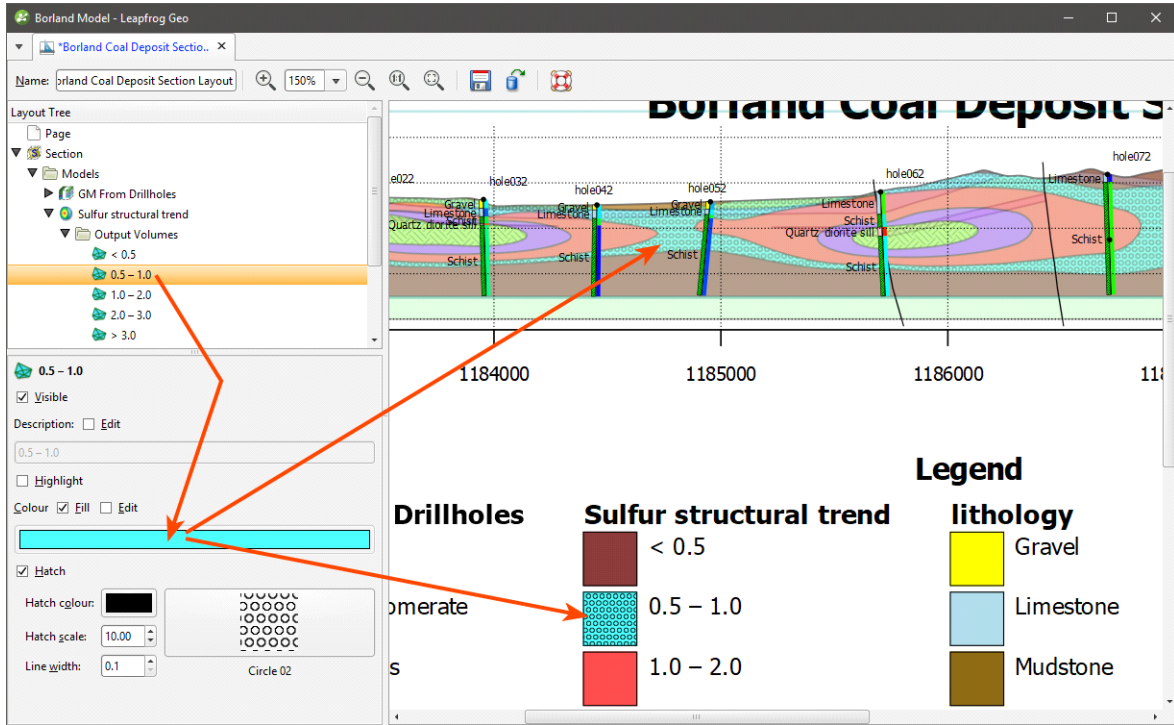 Borland Model - Leapfrog Geo
*Borland Coal Deposit Sectio..
Name: orland Coal Deposit Section Layout
150%
Layout Tree
Page
Section
Models
GM From Drillholes
Sulfur structural trend
Output Volumes
< 0.5
0.5 – 1.0
1.0 – 2.0
2.0 – 3.0
> 3.0
0.5 – 1.0
Visible
Description: Edit
0.5 – 1.0
Highlight
Colour Fill Edit
Hatch
Hatch colour:
Hatch scale: 10.00
Line width: 0.1
Circle 02
Borland Coal Deposit S
e022
hole032
hole042
hole052
hole062
hole072
Gravel
Limestone
Schist
Quartz diorite sill
Schist
Gravel
Limestone
Schist
Gravel
Limestone
Schist
Limestone
Schist
Quartz diorite sill
Schist
Limestone
Schist
1184000 1185000 1186000 118
Legend
Drillholes
Sulfur structural trend
lithology
< 0.5
Gravel
omerate
0.5 – 1.0
Limestone
s
1.0 – 2.0
Mudstone